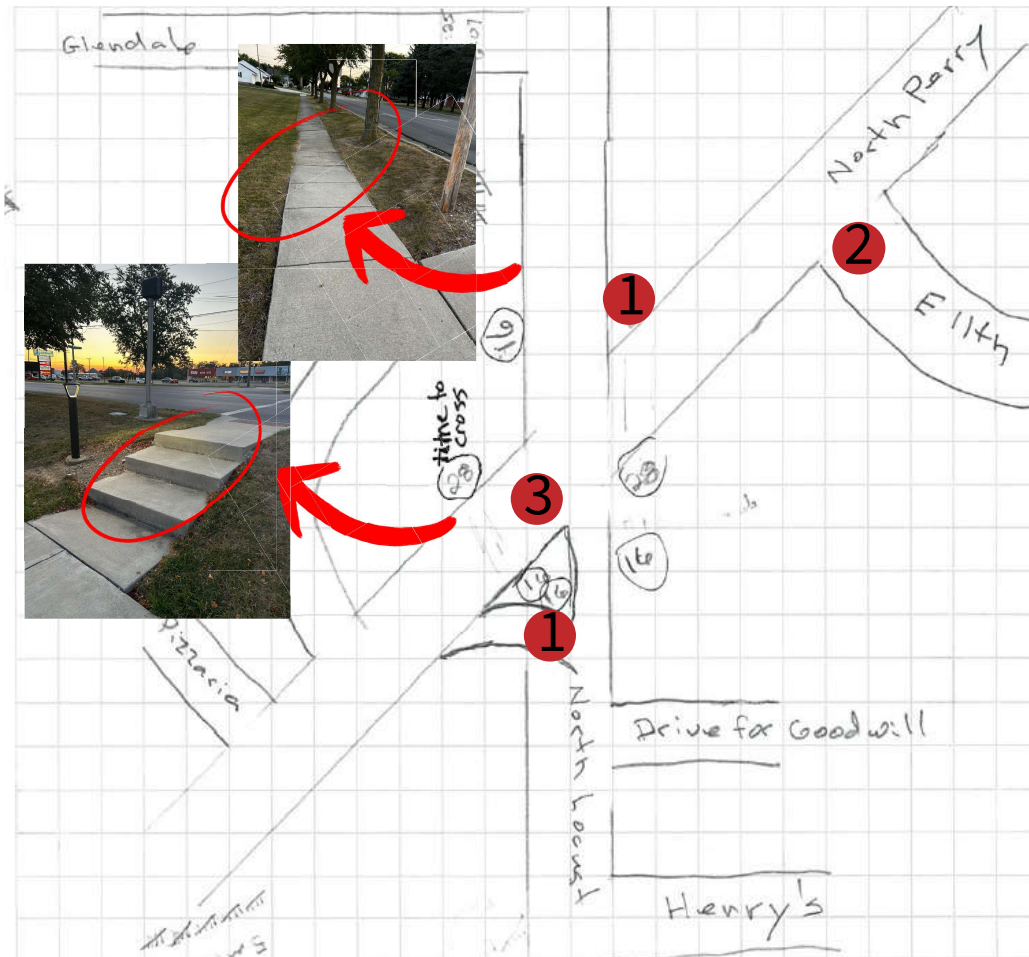 Glendale
North Perry
1
2
E 11th
16
time to
cross
28
3
28
16
14
16
1
Pizzaria
North Locust
Drive for Goodwill
Henry's